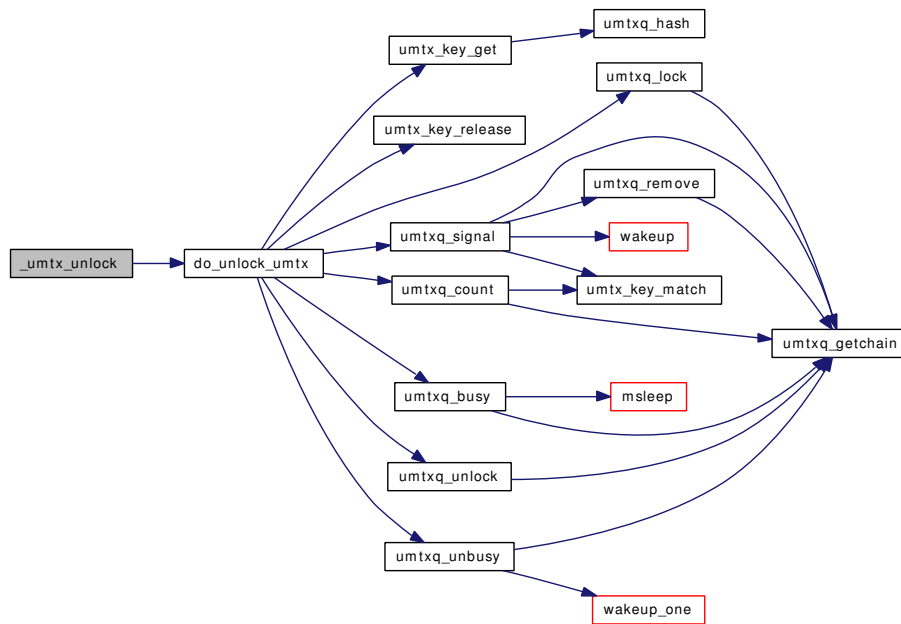 umtxq_hash
umtx_key_get
umtxq_lock
umtx_key_release
umtxq_remove
umtxq_signal
wakeup
_umtx_unlock
do_unlock_umtx
umtxq_count
umtx_key_match
umtxq_getchain
umtxq_busy
msleep
umtxq_unlock
umtxq_unbusy
wakeup_one